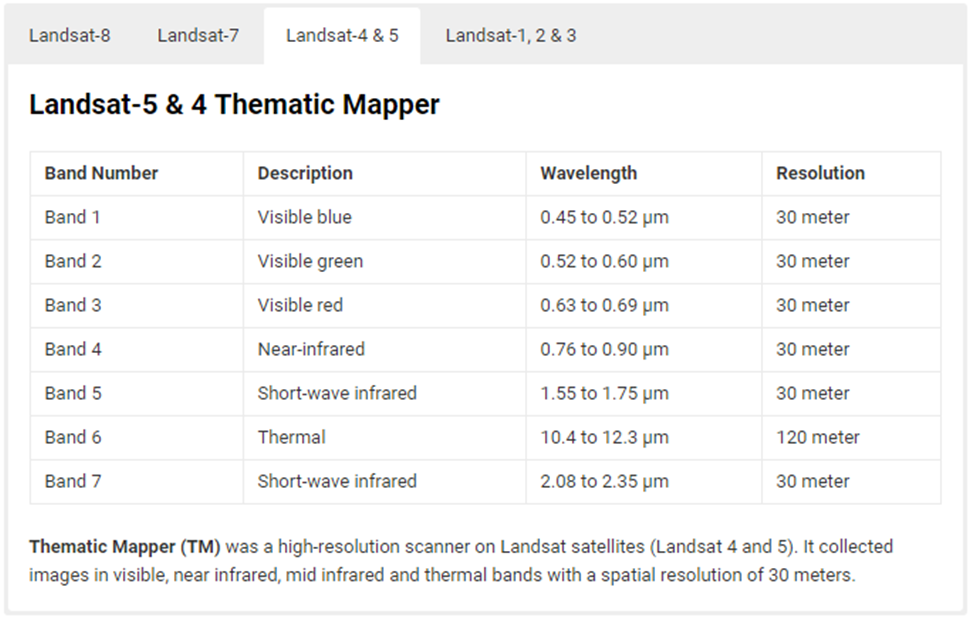 Landsat-8 Landsat-7 Landsat-4 & 5 Landsat-1, 2 & 3
Landsat-5 & 4 Thematic Mapper
Band Number Description Wavelength Resolution
Band 1 Visible blue 0.45 to 0.52 µm 30 meter
Band 2 Visible green 0.52 to 0.60 µm 30 meter
Band 3 Visible red 0.63 to 0.69 µm 30 meter
Band 4 Near-infrared 0.76 to 0.90 µm 30 meter
Band 5 Short-wave infrared 1.55 to 1.75 µm 30 meter
Band 6 Thermal 10.4 to 12.3 µm 120 meter
Band 7 Short-wave infrared 2.08 to 2.35 µm 30 meter
Thematic Mapper (TM) was a high-resolution scanner on Landsat satellites (Landsat 4 and 5). It collected
images in visible, near infrared, mid infrared and thermal bands with a spatial resolution of 30 meters.